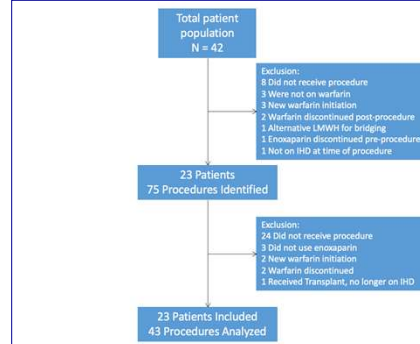 Total patient
population
N = 42
Exclusion:
8 Did not receive procedure
3 Were not on warfarin
3 New warfarin initiation
2 Warfarin discontinued post-procedure
1 Alternative LMWH for bridging
1 Enoxaparin discontinued pre-procedure
1 Not on IHD at time of procedure
23 Patients
75 Procedures Identified
Exclusion:
24 Did not receive procedure
3 Did not use enoxaparin
2 New warfarin initiation
2 Warfarin discontinued
1 Received Transplant, no longer on IHD
23 Patients Included
43 Procedures Analyzed